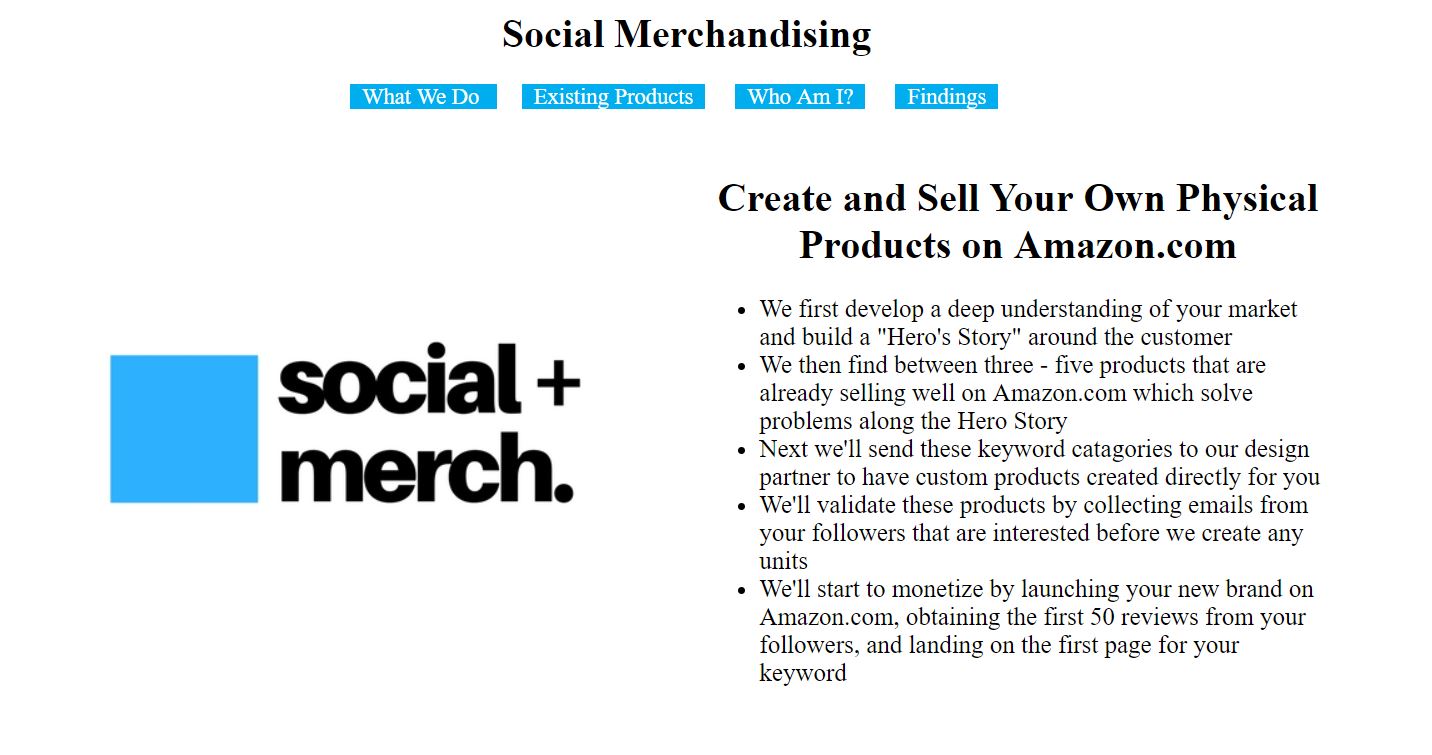 Social Merchandising
What We Do Existing Products Who Am I? Findings
social +
merch.
Create and Sell Your Own Physical
Products on Amazon.com
We first develop a deep understanding of your market
and build a "Hero's Story" around the customer
We then find between three - five products that are
already selling well on Amazon.com which solve
problems along the Hero Story
Next we'll send these keyword catagories to our design
partner to have custom products created directly for you
We'll validate these products by collecting emails from
your followers that are interested before we create any
units
We'll start to monetize by launching your new brand on
Amazon.com, obtaining the first 50 reviews from your
followers, and landing on the first page for your
keyword